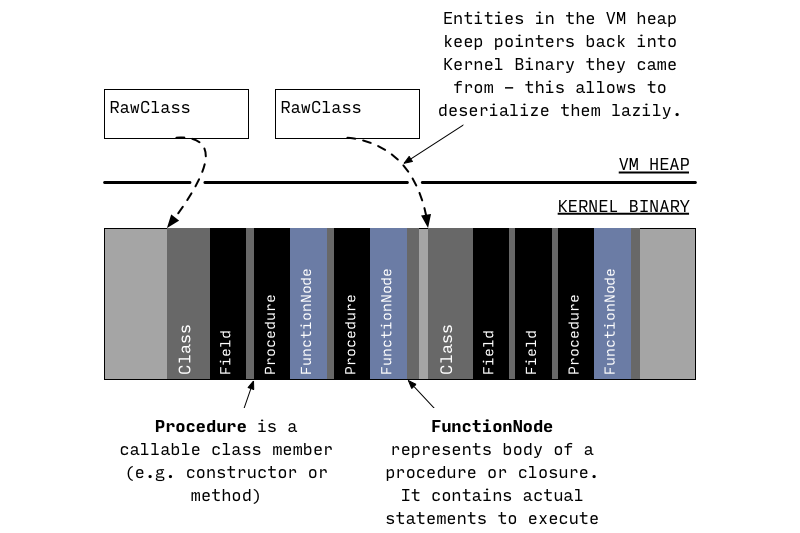 Entities in the VM heap
keep pointers back into
Kernel Binary they came
from – this allows to
deserialize them lazily.
RawClass
RawClass
VM HEAP
KERNEL BINARY
Class
Field
Procedure
FunctionNode
Procedure
FunctionNode
Class
Field
Field
Procedure
FunctionNode
Procedure is a
callable class member
(e.g. constructor or
method)
FunctionNode
represents body of a
procedure or closure.
It contains actual
statements to execute